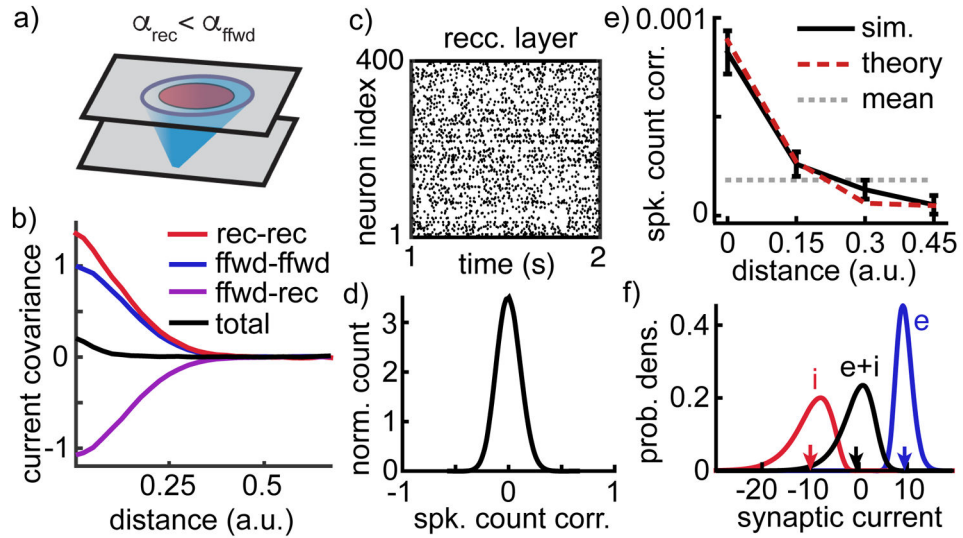 a)
α_rec < α_ffwd
b)
rec-rec
ffwd-ffwd
ffwd-rec
total
current covariance
1
0
-1
0.25
0.5
distance (a.u.)
c)
recc. layer
neuron index
400
1
1
2
time (s)
d)
norm. count
3
2
1
0
-1
0
1
spk. count corr.
e)
spk. count corr.
0.001
0
sim.
theory
mean
0
0.15
0.3
0.45
distance (a.u.)
f)
prob. dens.
0.4
0.2
0
i
e+i
e
-20
-10
0
10
synaptic current